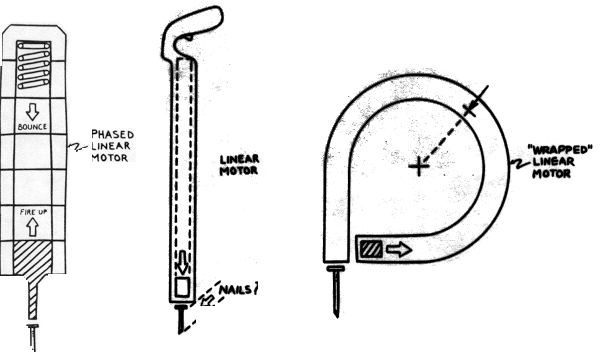 BOUNCE
PHASED
LINEAR
MOTOR
FIRE UP
LINEAR
MOTOR
NAILS
"WRAPPED"
LINEAR
MOTOR